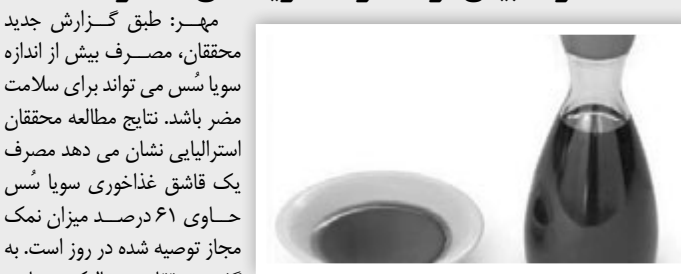 مهـر: طبق گـزارش جدید
محققان، مصـرف بیش از اندازه
سویا سُس می تواند برای سلامت
مضر باشد. نتایج مطالعه محققان
استرالیایی نشان می دهد مصرف
یک قاشق غذاخوری سویا سُس
حـاوی ۶۱ درصـد میزان نمک
مجاز توصیه شده در روز است. به